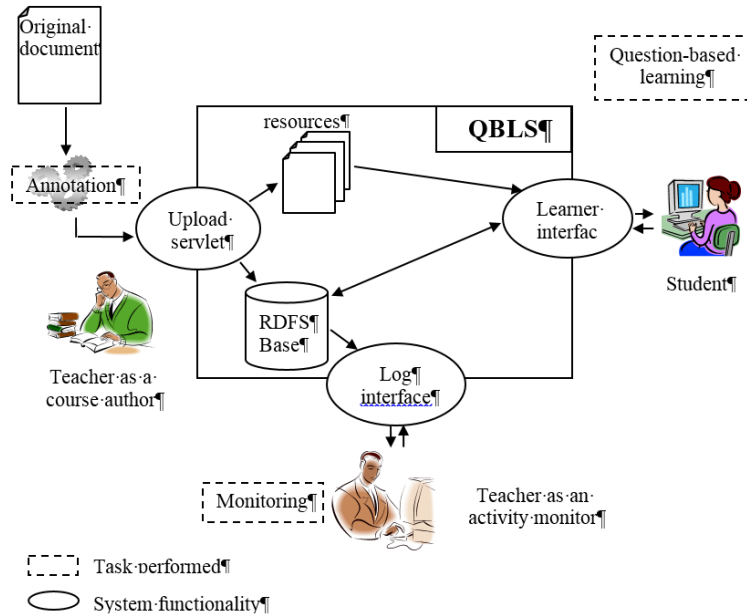 Original·
document¶
Question-based·
learning¶
resources¶
QBLS¶
Annotation¶
Upload·
servlet¶
Learner·
interfac
Student¶
RDFS¶
Base¶
Teacher·as·a·
course·author¶
Log¶
interface¶
Monitoring¶
Teacher·as·an·
activity·monitor¶
Task·performed¶
System·functionality¶